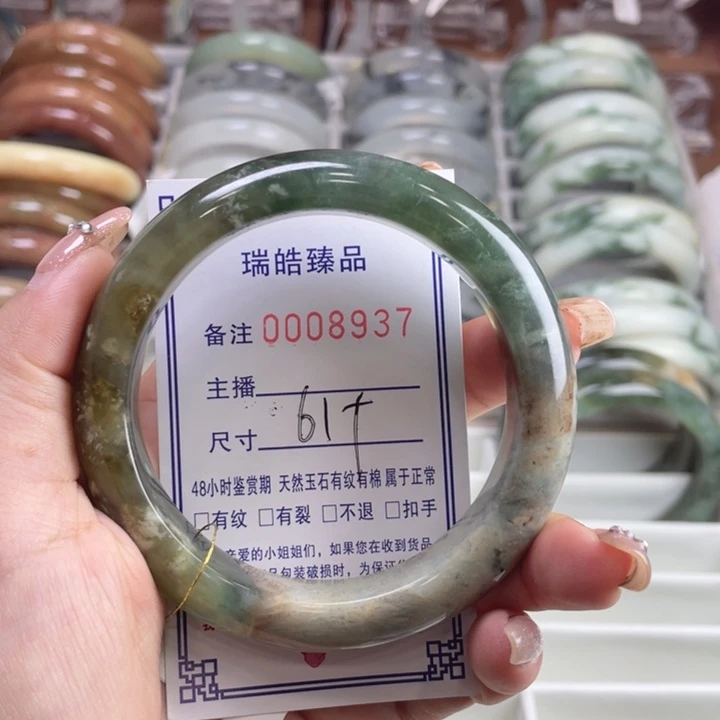 瑞皓臻品
备注 0008937
主播
尺寸 61+
48小时鉴赏期 天然玉石有纹有棉 属于正常
□有纹 □有裂 □不退 □扣手
亲爱的小姐姐们，如果您在收到货品
包装破损时，为保证